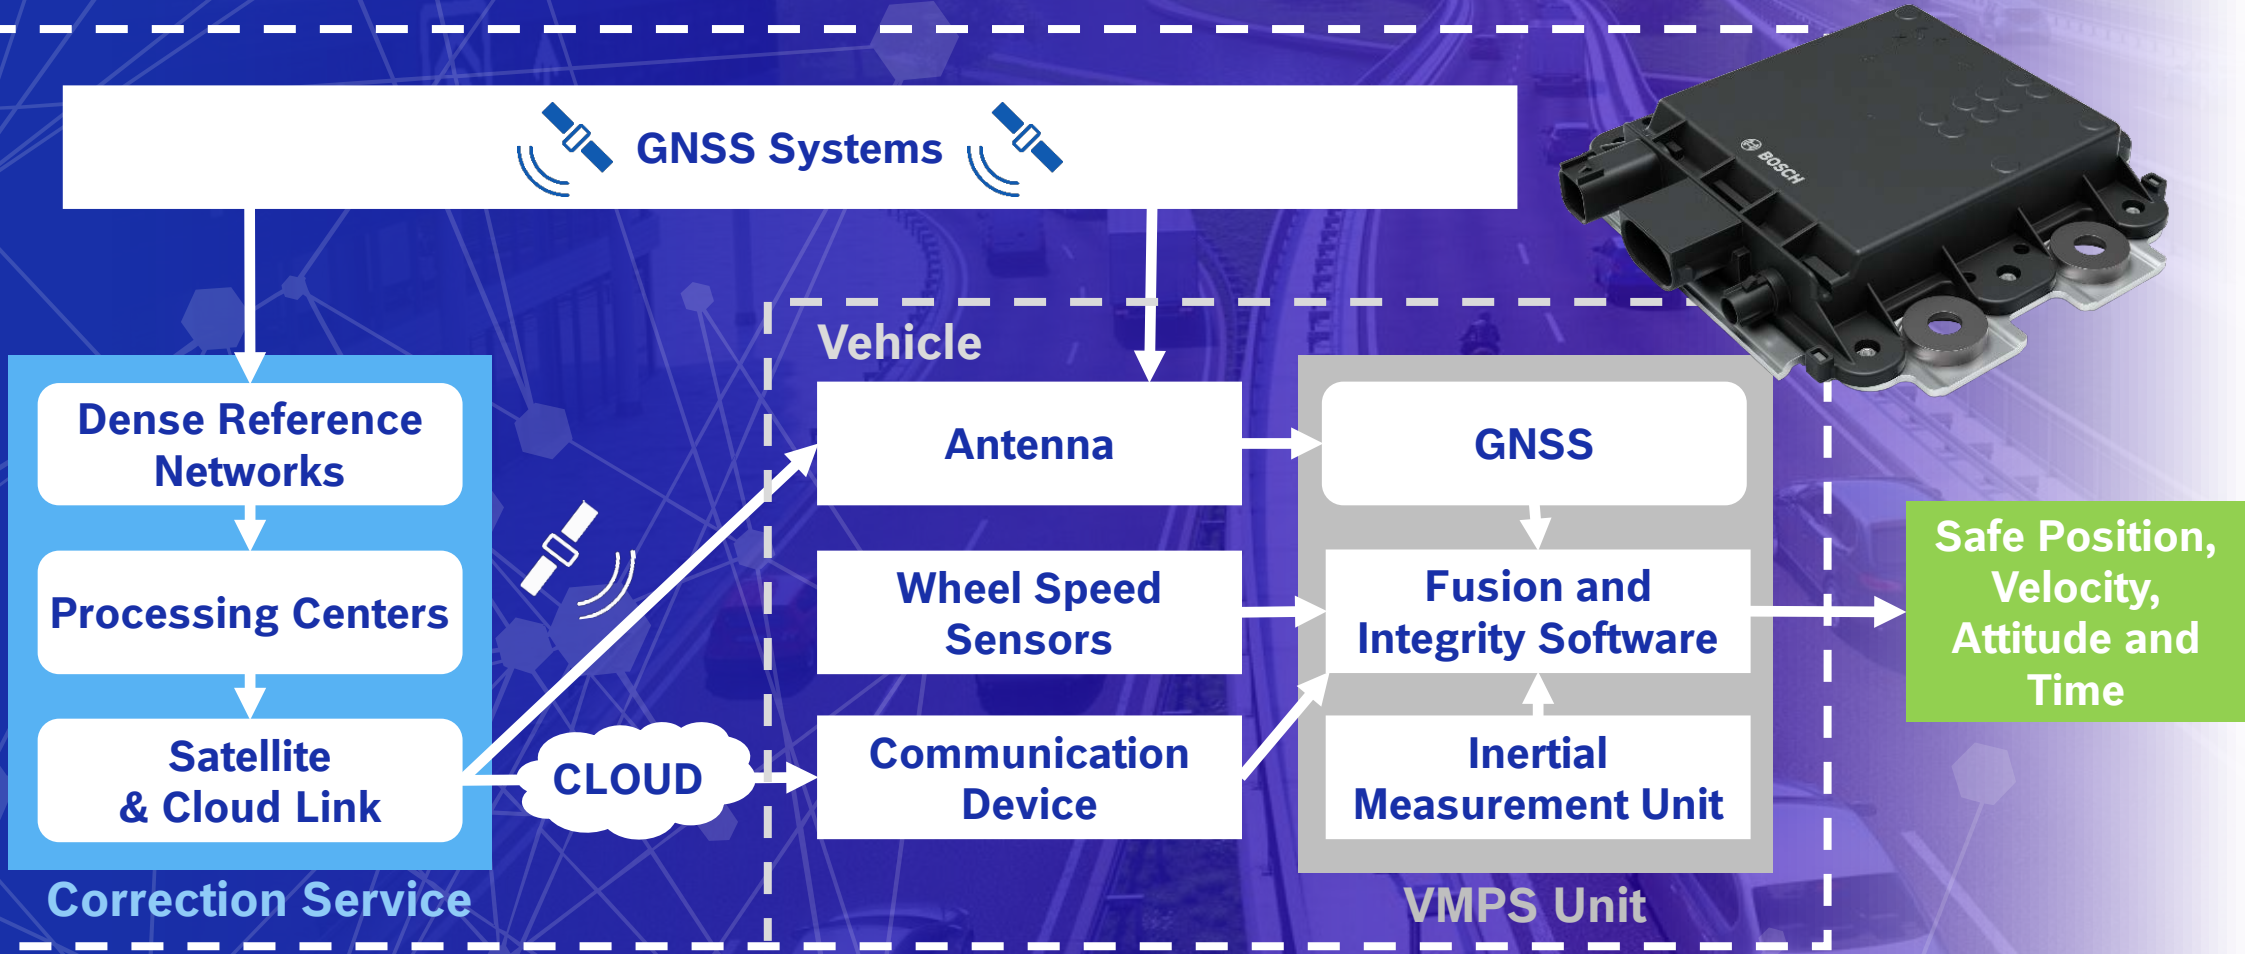 GNSS Systems
BOSCH
Vehicle
Dense Reference
Networks
Antenna
GNSS
Processing Centers
Wheel Speed
Sensors
Fusion and
Integrity Software
Safe Position,
Velocity,
Attitude and
Time
Satellite
& Cloud Link
CLOUD
Communication
Device
Inertial
Measurement Unit
Correction Service
VMPS Unit